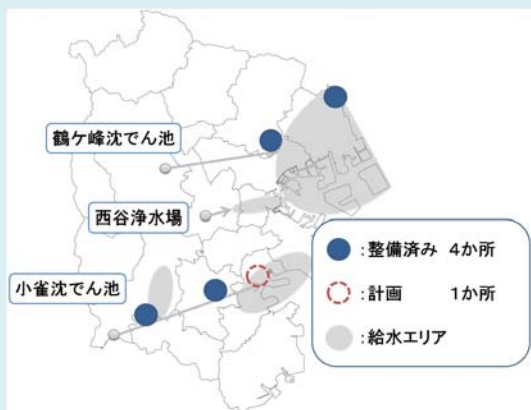 鶴ケ峰沈でん池
西谷浄水場
小雀沈でん池
:整備済み 4か所
:計画 1か所
:給水エリア